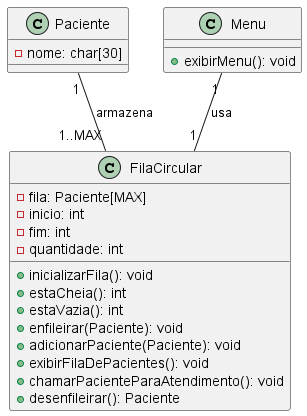 C Paciente
nome: char[30]
C Menu
exibirMenu(): void
1
armazena
1..MAX
1
usa
1
C FilaCircular
fila: Paciente[MAX]
inicio: int
fim: int
quantidade: int
inicializarFila(): void
estaCheia(): int
estaVazia(): int
enfileirar(Paciente): void
adicionarPaciente(Paciente): void
exibirFilaDePacientes(): void
chamarPacienteParaAtendimento(): void
desenfileirar(): Paciente